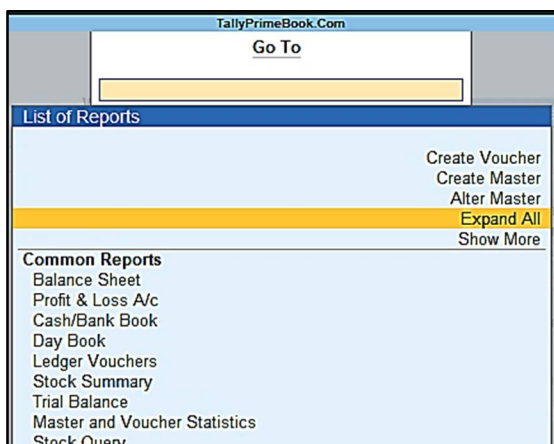 TallyPrimeBook.Com
Go To
List of Reports
Create Voucher
Create Master
Alter Master
Expand All
Show More
Common Reports
Balance Sheet
Profit & Loss A/c
Cash/Bank Book
Day Book
Ledger Vouchers
Stock Summary
Trial Balance
Master and Voucher Statistics
Stock Query